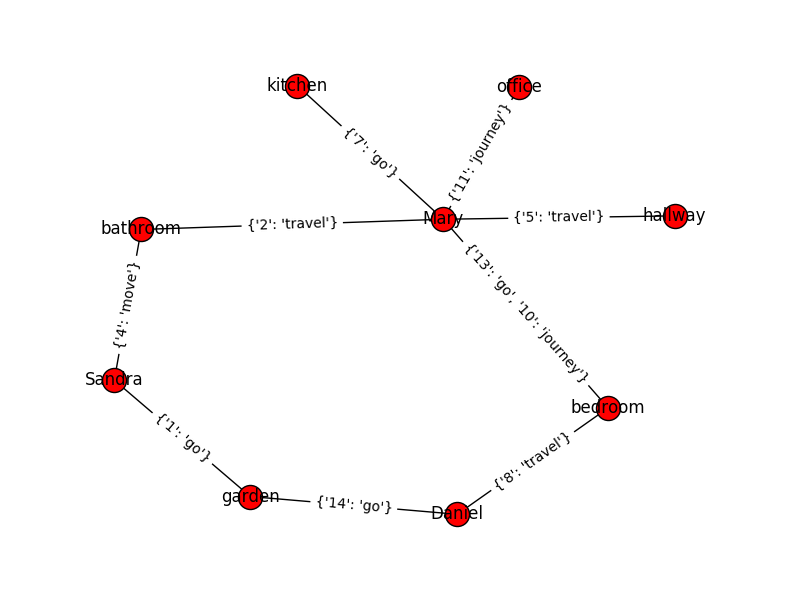 kitchen
office
{'7': 'go'}
{'11': 'journey'}
bathroom
{'2': 'travel'}
Mary
{'5': 'travel'}
hallway
{'4': 'move'}
{'13': 'go', '10': 'journey'}
Sandra
bedroom
{'1': 'go'}
{'8': 'travel'}
garden
{'14': 'go'}
Daniel